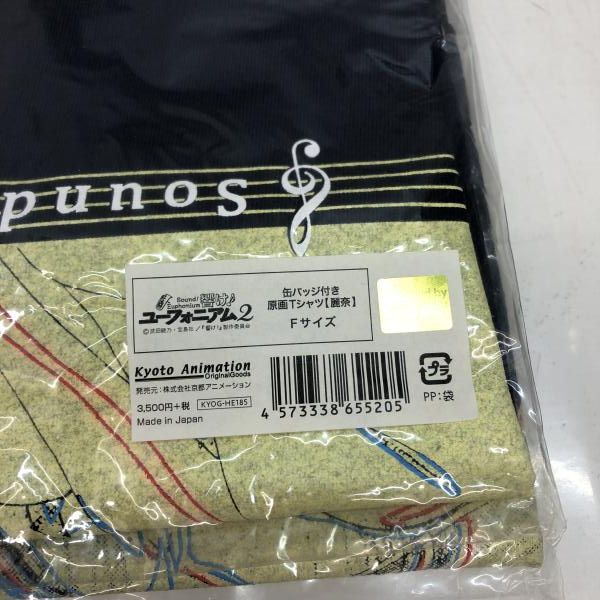 Sound
Sound!
Euphonium
響け!
ユーフォニアム2
©武田綾乃・宝島社/『響け!』製作委員会
缶バッジ付き
原画Tシャツ【麗奈】
Fサイズ
Kyoto Animation
OriginalGoods
発売元:株式会社京都アニメーション
3,500円+税
KYOG-HE185
Made in Japan
4 573338 655205
プラ
PP:袋